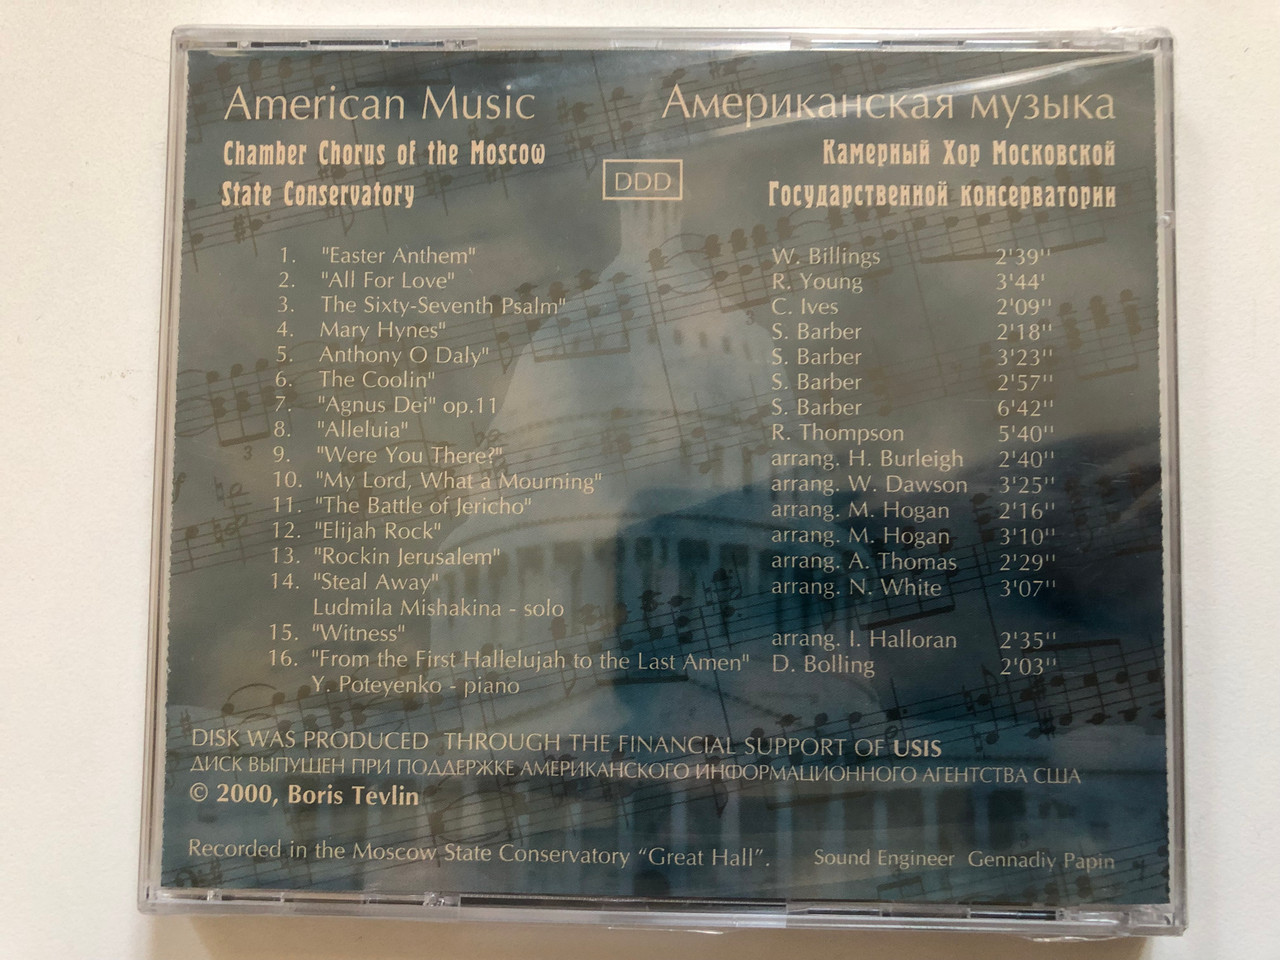 American Music
Американская музыка
Chamber Chorus of the Moscow
State Conservatory
DDD
Камерный Хор Московской
Государственной консерватории
1. "Easter Anthem" W. Billings 2'39''
2. "All For Love" R. Young 3'44'
3. The Sixty-Seventh Psalm" C. Ives 2'09''
4. Mary Hynes" S. Barber 2'18''
5. Anthony O Daly" S. Barber 3'23''
6. The Coolin" S. Barber 2'57''
7. "Agnus Dei" op.11 S. Barber 6'42''
8. "Alleluia" R. Thompson 5'40''
9. "Were You There?" arrang. H. Burleigh 2'40''
10. "My Lord, What a Mourning" arrang. W. Dawson 3'25''
11. "The Battle of Jericho" arrang. M. Hogan 2'16''
12. "Elijah Rock" arrang. M. Hogan 3'10''
13. "Rockin Jerusalem" arrang. A. Thomas 2'29''
14. "Steal Away" arrang. N. White 3'07''
Ludmila Mishakina - solo
15. "Witness" arrang. I. Halloran 2'35''
16. "From the First Hallelujah to the Last Amen" D. Bolling 2'03''
Y. Poteyenko - piano
DISK WAS PRODUCED THROUGH THE FINANCIAL SUPPORT OF USIS
ДИСК ВЫПУЩЕН ПРИ ПОДДЕРЖКЕ АМЕРИКАНСКОГО ИНФОРМАЦИОННОГО АГЕНТСТВА США
© 2000, Boris Tevlin
Recorded in the Moscow State Conservatory “Great Hall”. Sound Engineer Gennadiy Papin